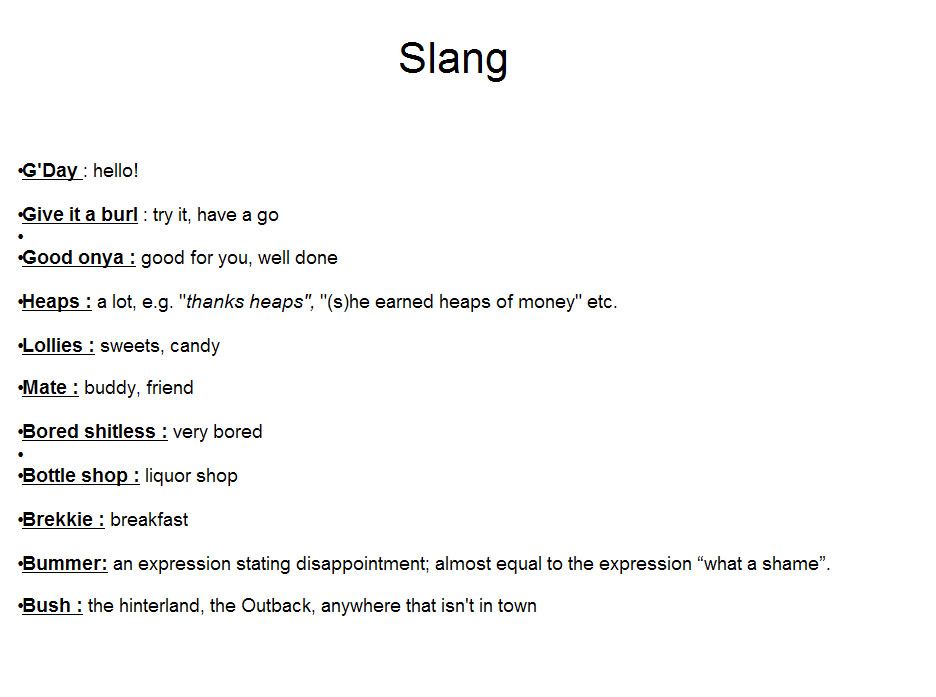 Slang
•G'Day : hello!
•Give it a burl : try it, have a go
•
•Good onya : good for you, well done
•Heaps : a lot, e.g. "thanks heaps", "(s)he earned heaps of money" etc.
•Lollies : sweets, candy
•Mate : buddy, friend
•Bored shitless : very bored
•
•Bottle shop : liquor shop
•Brekkie : breakfast
•Bummer: an expression stating disappointment; almost equal to the expression “what a shame”.
•Bush : the hinterland, the Outback, anywhere that isn't in town